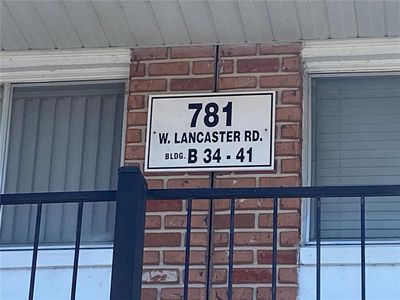 781
W. LANCASTER RD.
BLDG. B 34 - 41